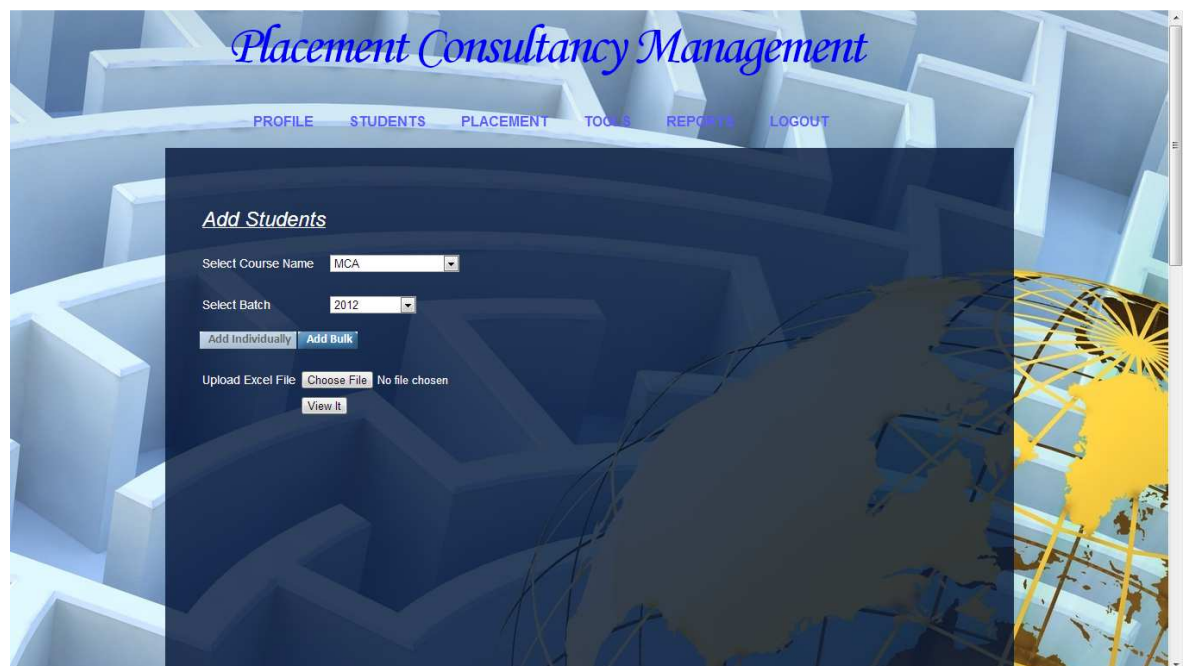 Placement Consultancy Management
PROFILE STUDENTS PLACEMENT TOOLS REPORTS LOGOUT
Add Students
Select Course Name MCA
Select Batch 2012
Add Individually Add Bulk
Upload Excel File Choose File No file chosen
View It